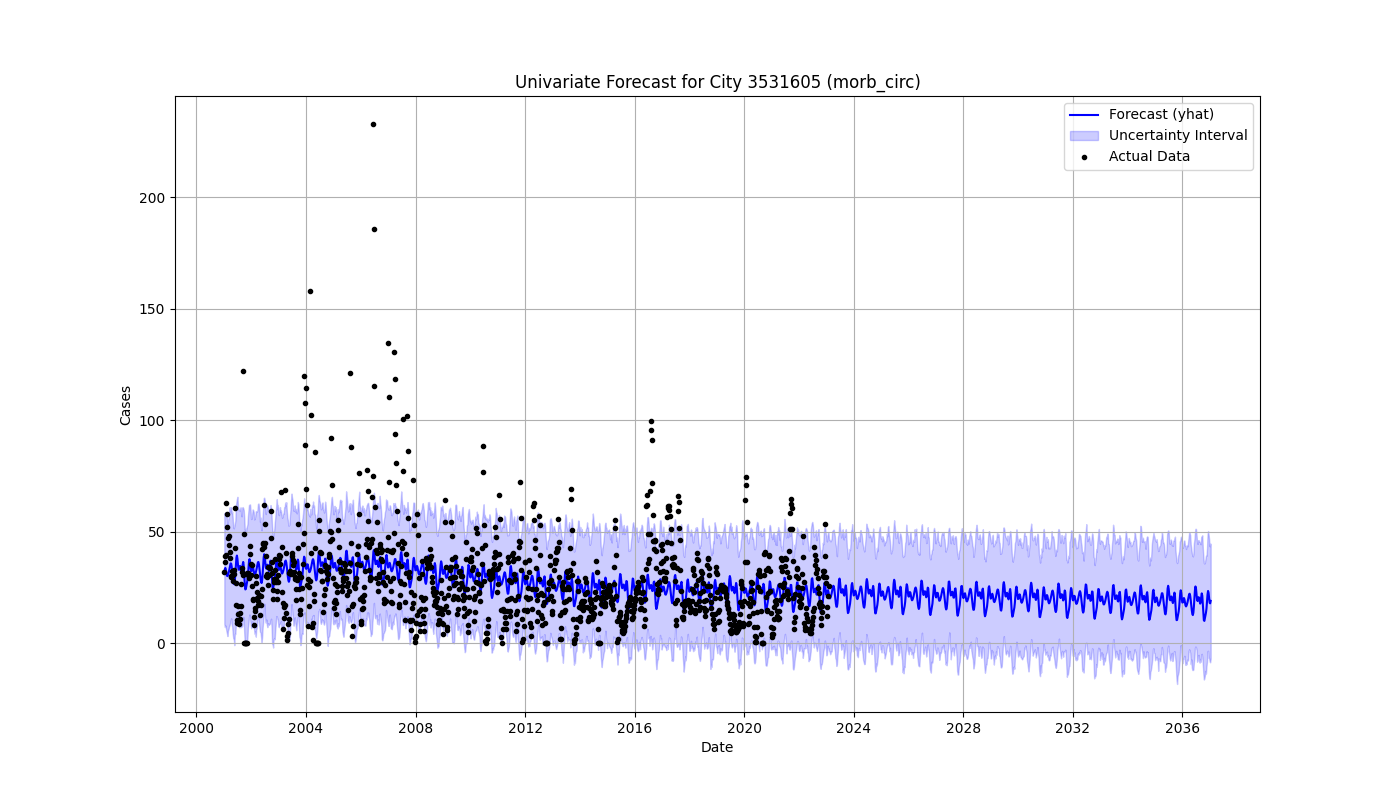 Univariate Forecast for City 3531605 (morb_circ)
Forecast (yhat)
Uncertainty Interval
Actual Data
Cases
200
150
100
50
0
2000 2004 2008 2012 2016 2020 2024 2028 2032 2036
Date